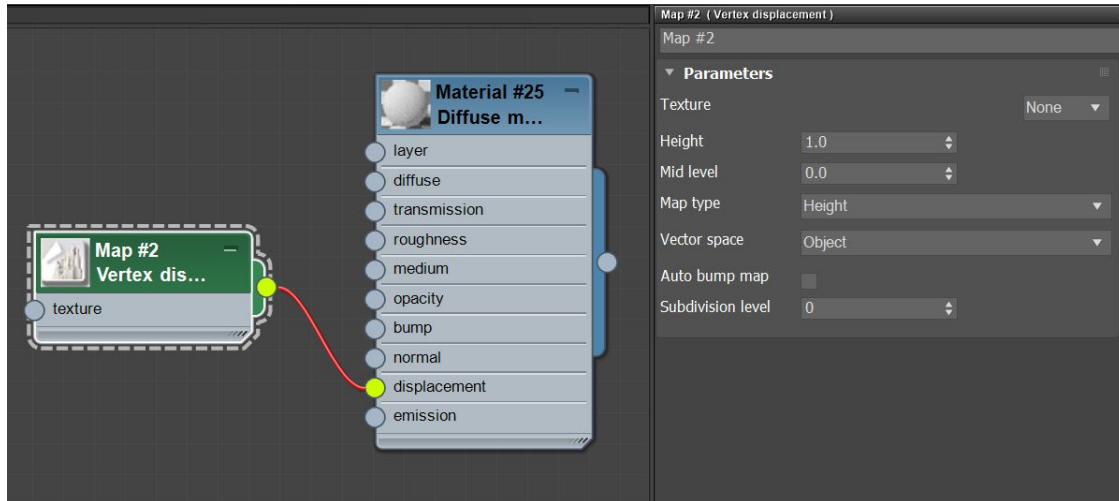 Map #2 ( Vertex displacement )
Map #2
Parameters
Texture None
Height 1.0
Mid level 0.0
Map type Height
Vector space Object
Auto bump map
Subdivision level 0
Material #25
Diffuse m...
layer
diffuse
transmission
roughness
medium
opacity
bump
normal
displacement
emission
Map #2
Vertex dis...
texture